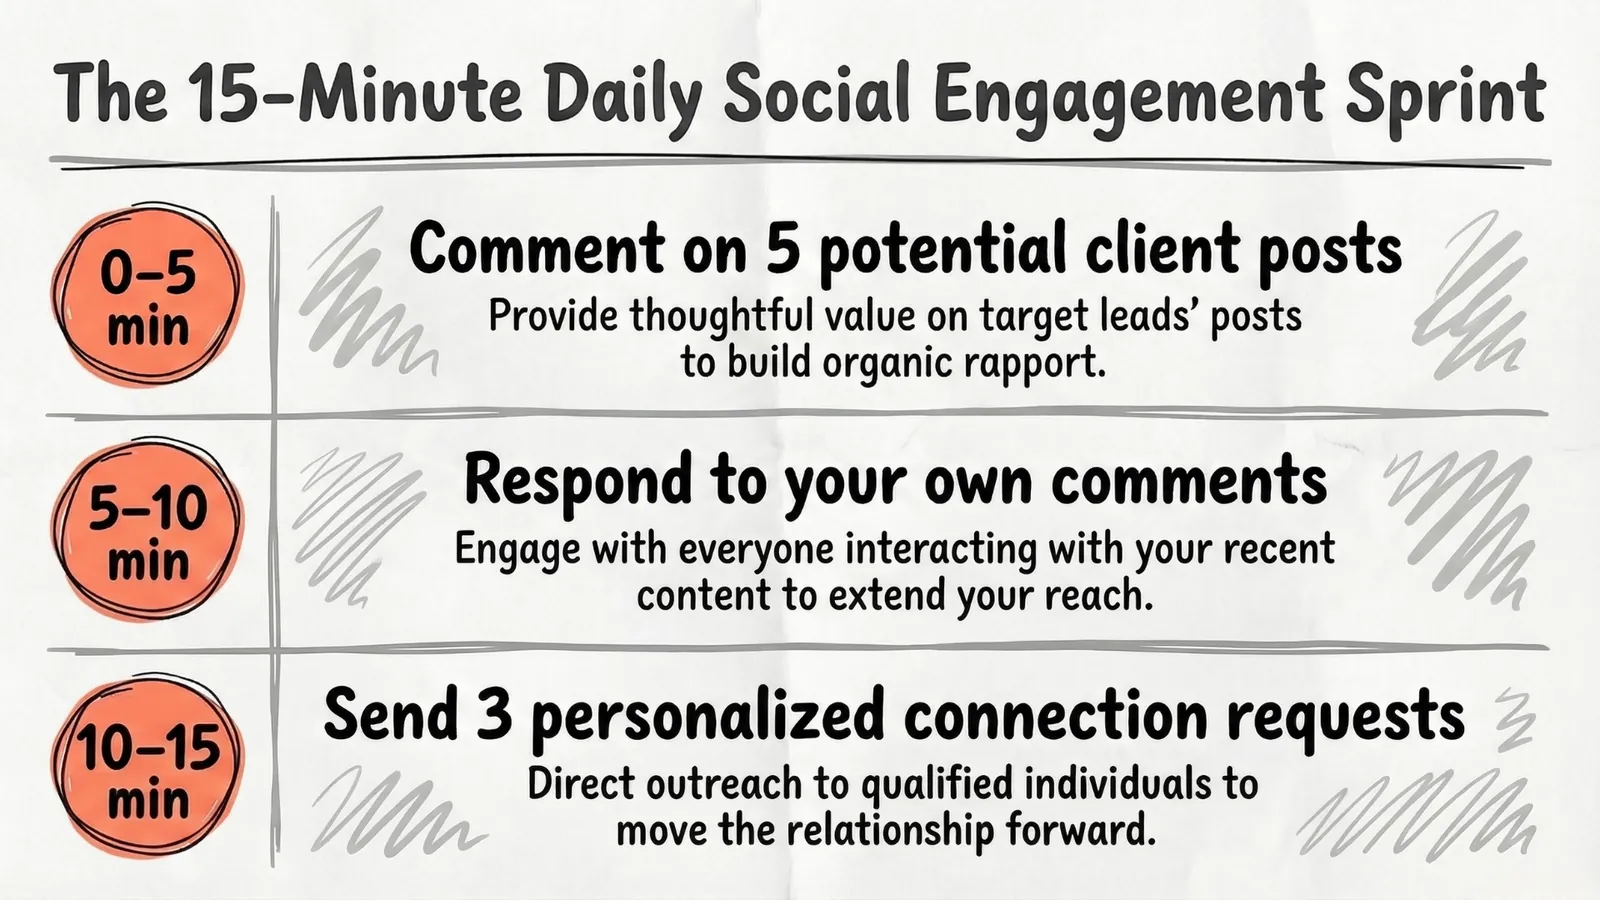 The 15-Minute Daily Social Engagement Sprint
0–5
min
Comment on 5 potential client posts
Provide thoughtful value on target leads’ posts
to build organic rapport.
5–10
min
Respond to your own comments
Engage with everyone interacting with your recent
content to extend your reach.
10–15
min
Send 3 personalized connection requests
Direct outreach to qualified individuals to
move the relationship forward.